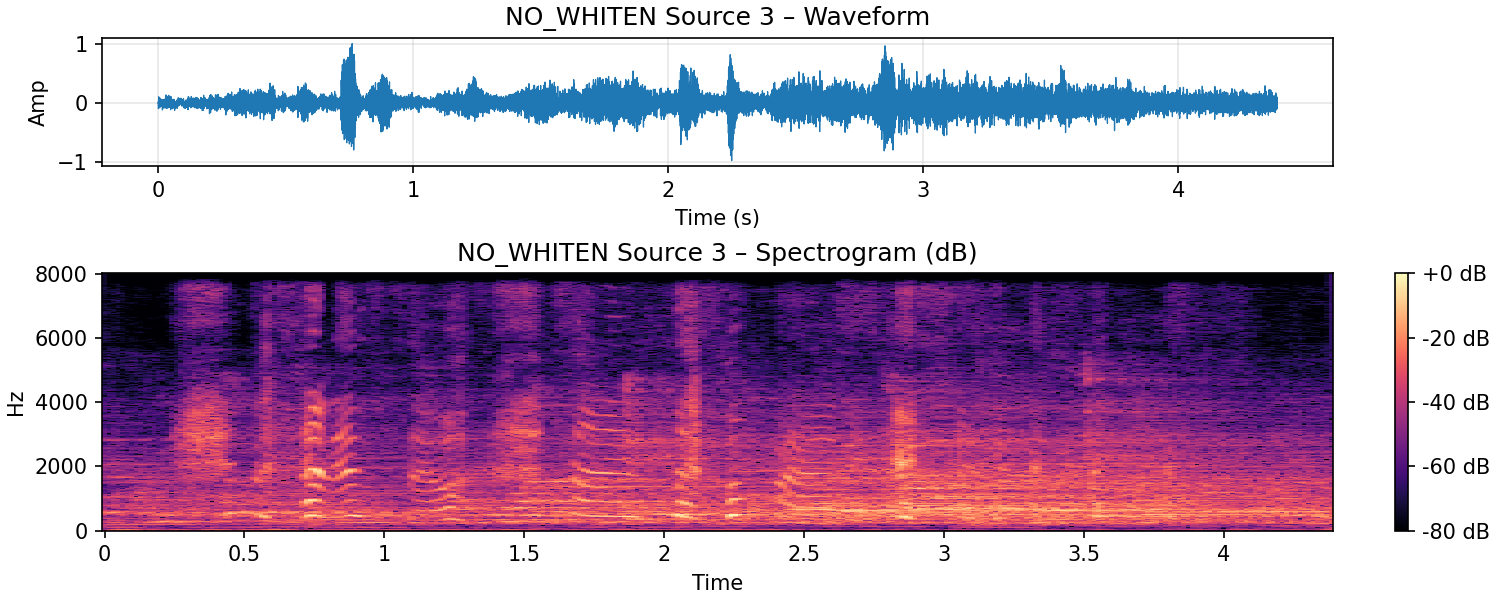 NO_WHITEN Source 3 – Waveform
1
0
−1
Amp
0 1 2 3 4
Time (s)
NO_WHITEN Source 3 – Spectrogram (dB)
8000
6000
4000
2000
0
Hz
0 0.5 1 1.5 2 2.5 3 3.5 4
Time
+0 dB
-20 dB
-40 dB
-60 dB
-80 dB